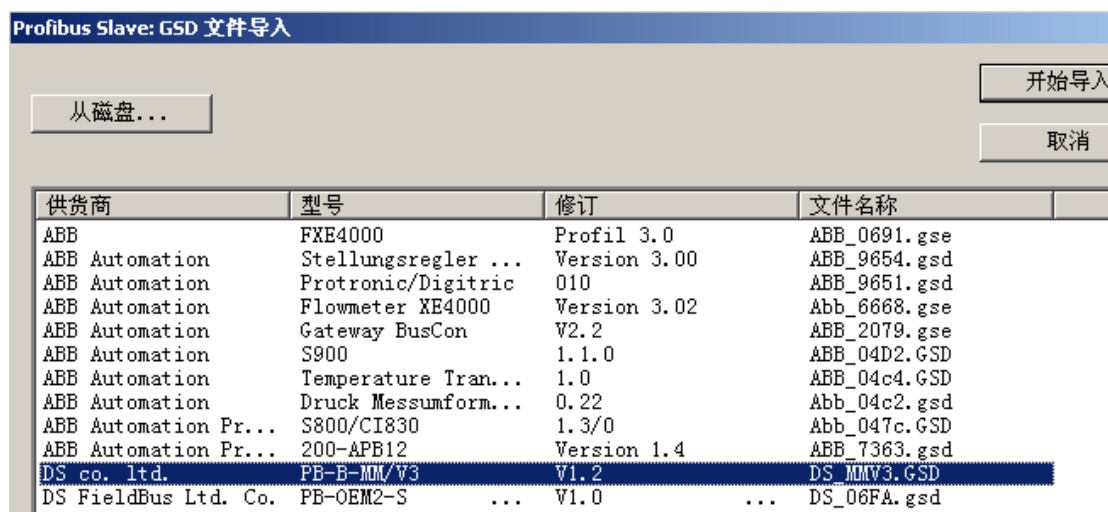 Profibus Slave: GSD 文件导入
开始导入
从磁盘...
取消
供货商 型号 修订 文件名称
ABB FXE4000 Profil 3.0 ABB_0691.gse
ABB Automation Stellungsregler ... Version 3.00 ABB_9654.gsd
ABB Automation Protronic/Digitric 010 ABB_9651.gsd
ABB Automation Flowmeter XE4000 Version 3.02 Abb_6668.gse
ABB Automation Gateway BusCon V2.2 ABB_2079.gse
ABB Automation S900 1.1.0 ABB_04D2.GSD
ABB Automation Temperature Tran... 1.0 ABB_04c4.GSD
ABB Automation Druck Messumform... 0.22 Abb_04c2.gsd
ABB Automation Pr... S800/CI830 1.3/0 Abb_047c.GSD
ABB Automation Pr... 200-APB12 Version 1.4 ABB_7363.gsd
DS co. ltd. PB-B-MM/V3 V1.2 DS_MMV3.GSD
DS FieldBus Ltd. Co. PB-OEM2-S ... V1.0 ... DS_06FA.gsd